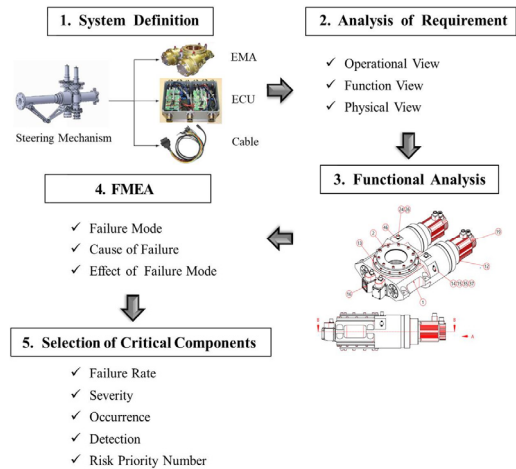 1. System Definition
EMA
ECU
Cable
Steering Mechanism
2. Analysis of Requirement
✓ Operational View
✓ Function View
✓ Physical View
3. Functional Analysis
4. FMEA
✓ Failure Mode
✓ Cause of Failure
✓ Effect of Failure Mode
5. Selection of Critical Components
✓ Failure Rate
✓ Severity
✓ Occurrence
✓ Detection
✓ Risk Priority Number